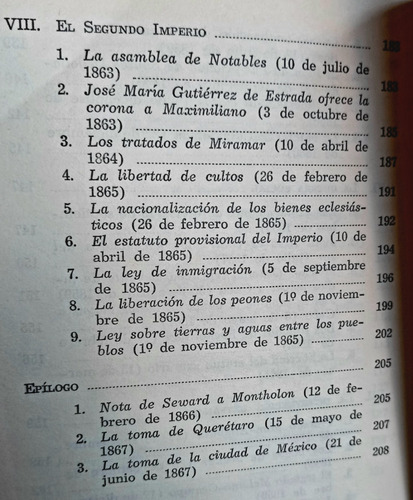 VIII. EL SEGUNDO IMPERIO ........ 183
1. La asamblea de Notables (10 de julio de
1863) ........ 183
2. José María Gutiérrez de Estrada ofrece la
corona a Maximiliano (3 de octubre de
1863) ........ 185
3. Los tratados de Miramar (10 de abril de
1864) ........ 187
4. La libertad de cultos (26 de febrero de
1865) ........ 191
5. La nacionalización de los bienes eclesiás-
ticos (26 de febrero de 1865) ........ 192
6. El estatuto provisional del Imperio (10 de
abril de 1865) ........ 194
7. La ley de inmigración (5 de septiembre
de 1865) ........ 196
8. La liberación de los peones (1º de noviem-
bre de 1865) ........ 199
9. Ley sobre tierras y aguas entre los pue-
blos (1º de noviembre de 1865) ........ 202
EPÍLOGO ........ 205
1. Nota de Seward a Montholon (12 de fe-
brero de 1866) ........ 205
2. La toma de Querétaro (15 de mayo de
1867) ........ 207
3. La toma de la ciudad de México (21 de
junio de 1867) ........ 208